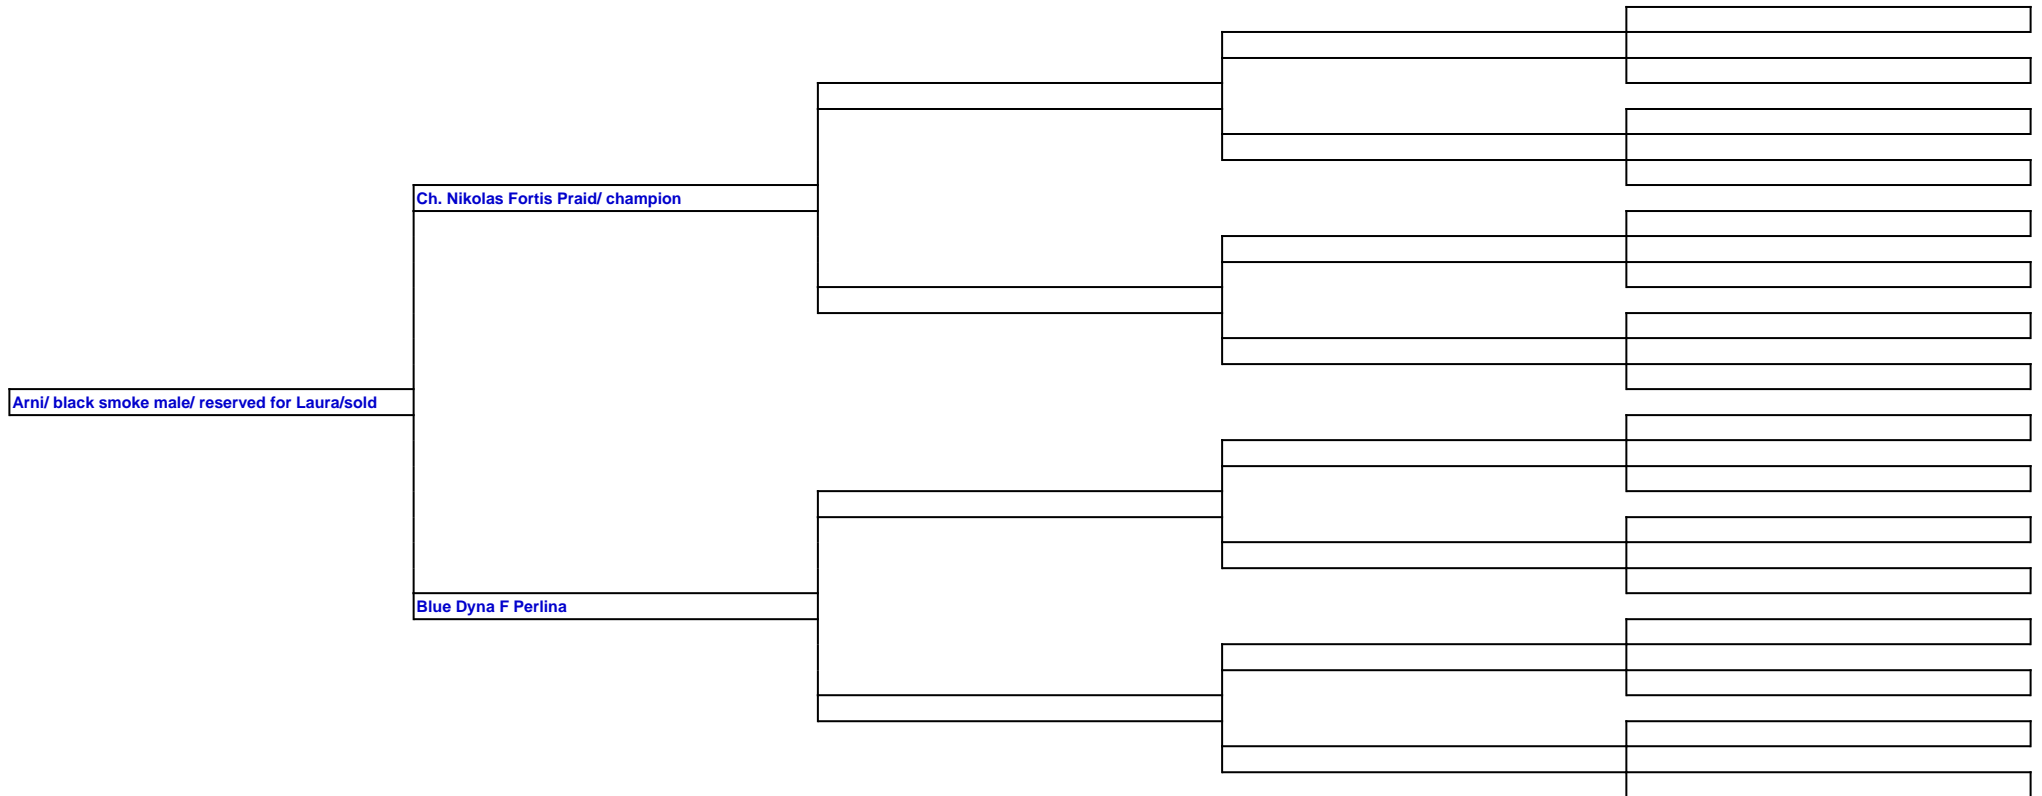 Ch. Nikolas Fortis Praid/ champion
Arni/ black smoke male/ reserved for Laura/sold
Blue Dyna F Perlina